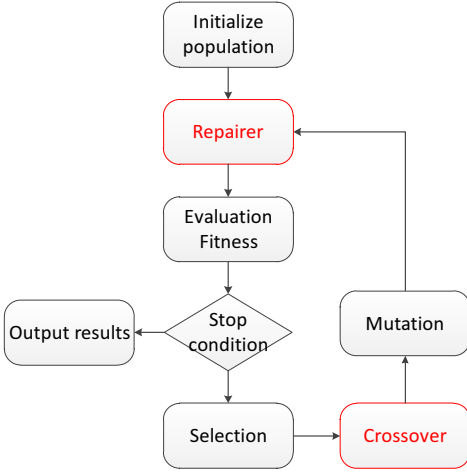 Initialize
population
Repairer
Evaluation
Fitness
Stop
condition
Output results
Mutation
Selection
Crossover